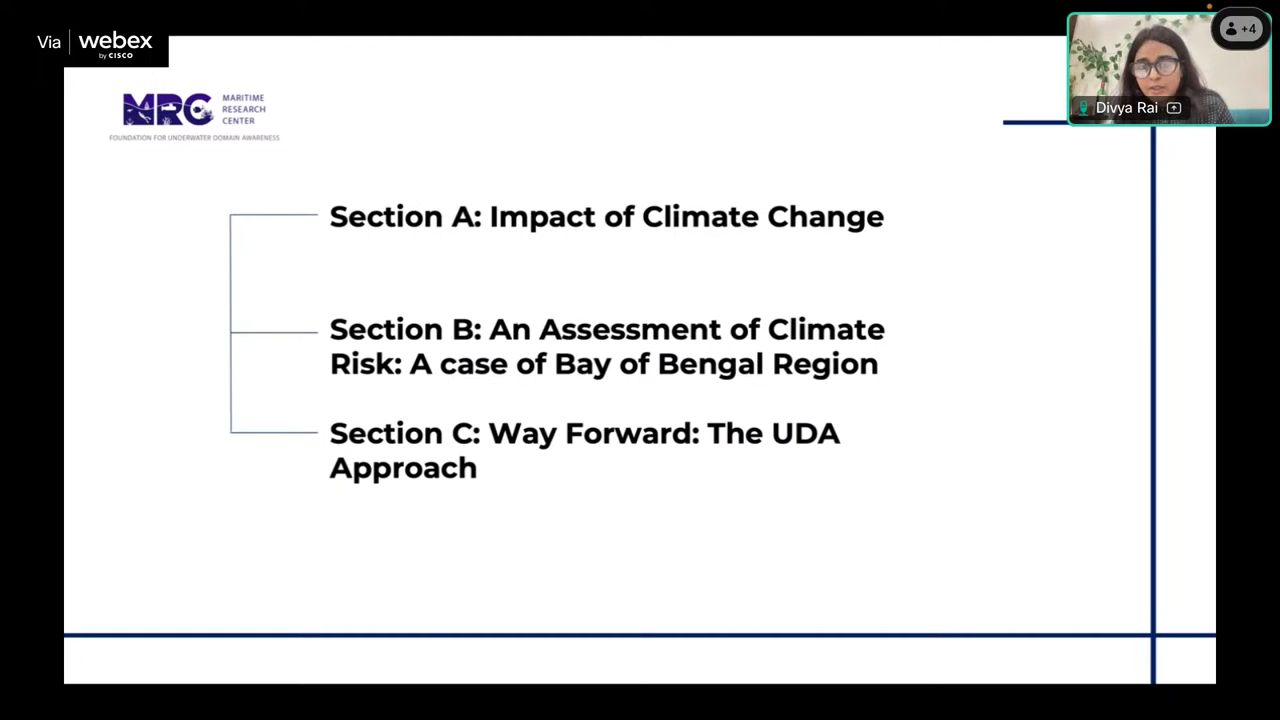 Via webex
by CISCO
+4
Divya Rai
MRC
MARITIME
RESEARCH
CENTER
FOUNDATION FOR UNDERWATER DOMAIN AWARENESS
Section A: Impact of Climate Change
Section B: An Assessment of Climate
Risk: A case of Bay of Bengal Region
Section C: Way Forward: The UDA
Approach